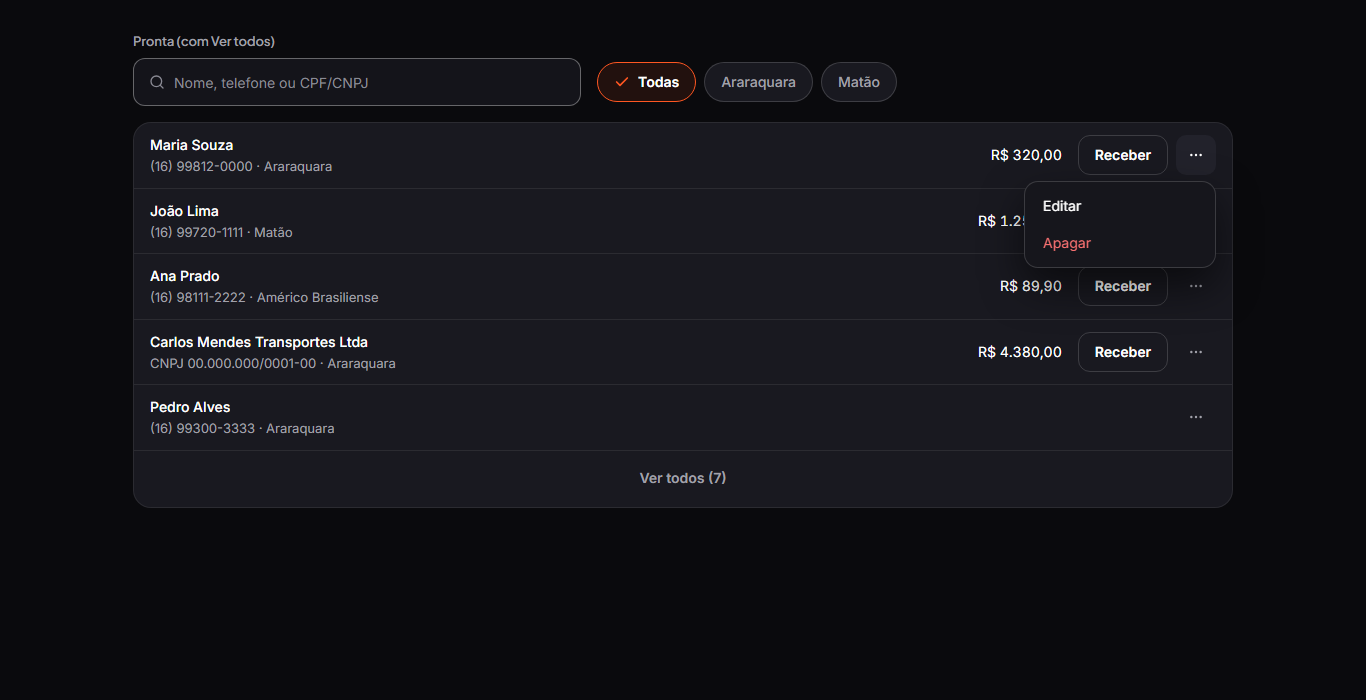 Pronta (com Ver todos)
Nome, telefone ou CPF/CNPJ
Todas
Araraquara
Matão
Maria Souza
(16) 99812-0000 · Araraquara
R$ 320,00
Receber
Editar
Apagar
João Lima
(16) 99720-1111 · Matão
R$
Ana Prado
(16) 98111-2222 · Américo Brasiliense
R$ 89,90
Receber
Carlos Mendes Transportes Ltda
CNPJ 00.000.000/0001-00 · Araraquara
R$ 4.380,00
Receber
Pedro Alves
(16) 99300-3333 · Araraquara
Ver todos (7)